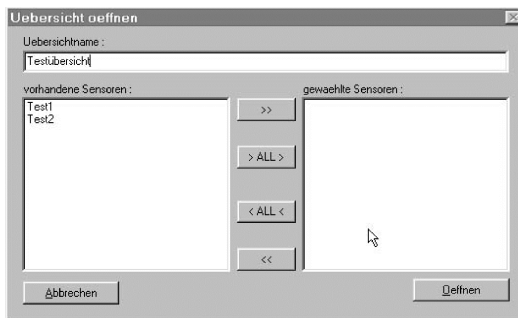 Uebersicht oeffnen
Uebersichtname :
Testübersicht
vorhandene Sensoren :
gewaehlte Sensoren :
Test1
Test2
>>
> ALL >
< ALL <
<<
Abbrechen
Oeffnen